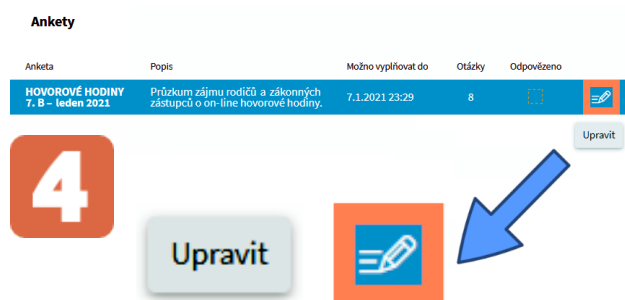 Ankety
Anketa Popis Možno vyplňovat do Otázky Odpovězeno
HOVOROVÉ HODINY Průzkum zájmu rodičů a zákonných
7. B – leden 2021 zástupců o on-line hovorové hodiny. 7.1.2021 23:29 8
Upravit
4
Upravit